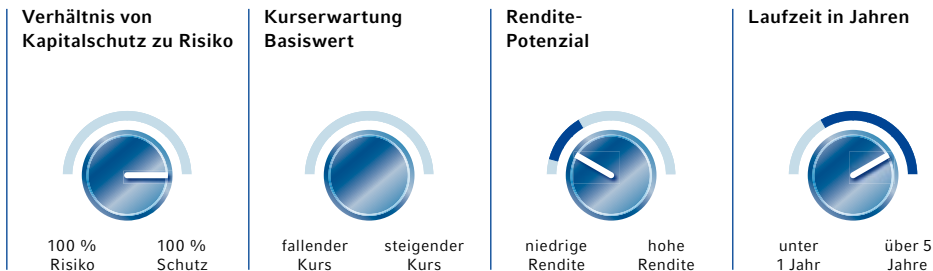 Verhältnis von
Kapitalschutz zu Risiko
100 %
Risiko
100 %
Schutz
Kurserwartung
Basiswert
fallender
Kurs
steigender
Kurs
Rendite-
Potenzial
niedrige
Rendite
hohe
Rendite
Laufzeit in Jahren
unter
1 Jahr
über 5
Jahre